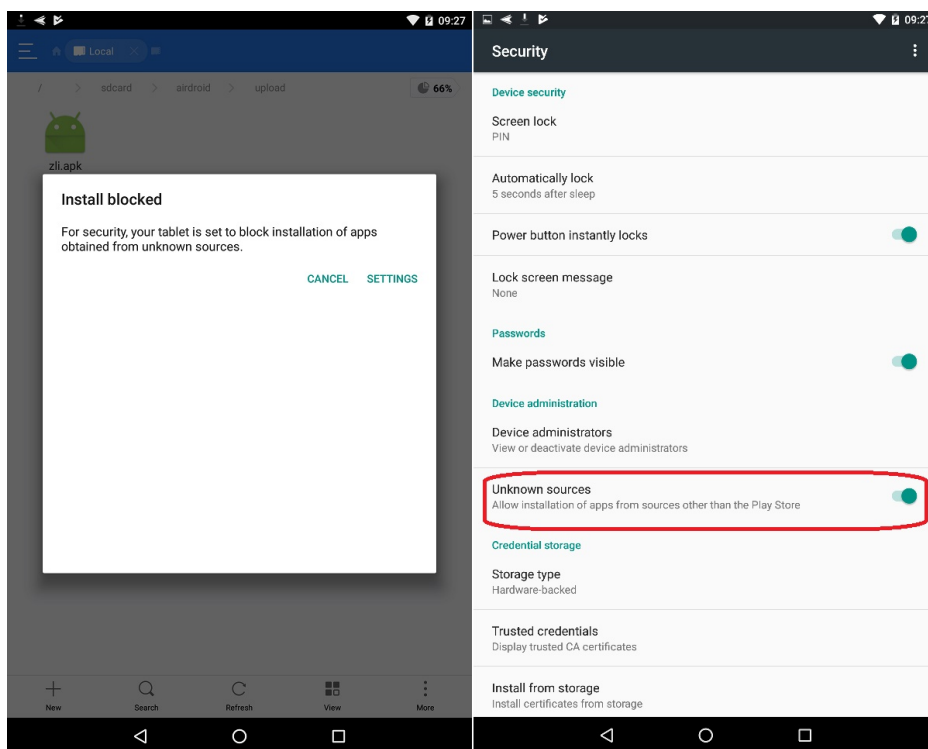 09:27
Local
/ > sdcard > airdroid > upload
66%
zli.apk
Install blocked
For security, your tablet is set to block installation of apps
obtained from unknown sources.
CANCEL SETTINGS
New Search Refresh View More
09:27
Security
Device security
Screen lock
PIN
Automatically lock
5 seconds after sleep
Power button instantly locks
Lock screen message
None
Passwords
Make passwords visible
Device administration
Device administrators
View or deactivate device administrators
Unknown sources
Allow installation of apps from sources other than the Play Store
Credential storage
Storage type
Hardware-backed
Trusted credentials
Display trusted CA certificates
Install from storage
Install certificates from storage